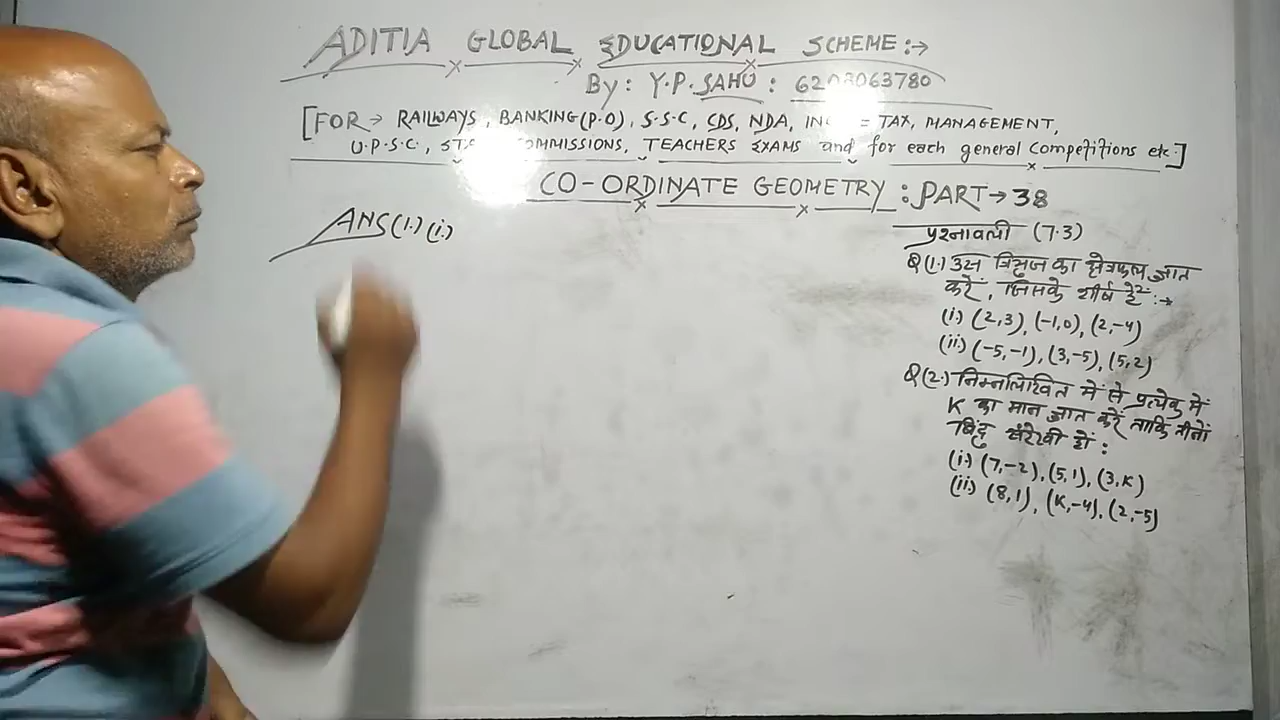 ADITIA GLOBAL EDUCATIONAL SCHEME :→
By: Y.P. SAHU : 6203063780
[FOR → RAILWAYS, BANKING(P.O), S.S.C, CDS, NDA, = TAX, MANAGEMENT,
U.P.S.C., COMMISSIONS, TEACHERS EXAMS and for each general competitions etc.]
CO-ORDINATE GEOMETRY : PART → 38
प्रश्नावली (7.3)
ANS(1.) (i.)
Q(1.) उस त्रिभुज का क्षेत्रफल ज्ञात
करें, जिसके शीर्ष हैं :→
(i.) (2,3), (-1,0), (2,-4)
(ii) (-5,-1), (3,-5), (5,2)
Q(2.) निम्नलिखित में से प्रत्येक में
K का मान ज्ञात करें ताकि तीनों
बिंदु संरेखी हों :
(i.) (7,-2), (5,1), (3,K)
(ii) (8,1), (K,-4), (2,-5)